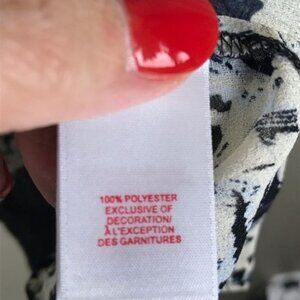 100% POLYESTER
EXCLUSIVE OF
DECORATION/
À L'EXCEPTION
DES GARNITURES